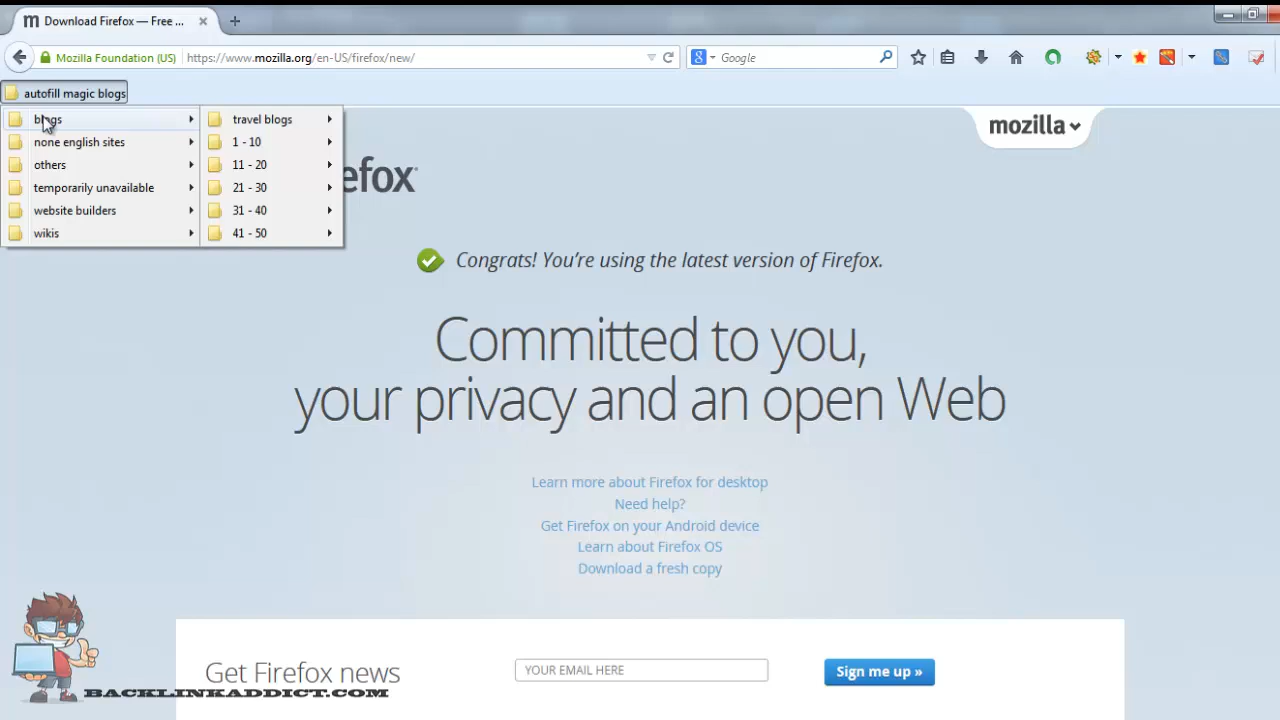 m Download Firefox — Free ...
Mozilla Foundation (US) https://www.mozilla.org/en-US/firefox/new/
Google
autofill magic blogs
blogs
none english sites
others
temporarily unavailable
website builders
wikis
travel blogs
1 - 10
11 - 20
21 - 30
31 - 40
41 - 50
mozilla
efox
Congrats! You're using the latest version of Firefox.
Committed to you,
your privacy and an open Web
Learn more about Firefox for desktop
Need help?
Get Firefox on your Android device
Learn about Firefox OS
Download a fresh copy
Get Firefox news
YOUR EMAIL HERE
Sign me up »
BACKLINKADDICT.COM